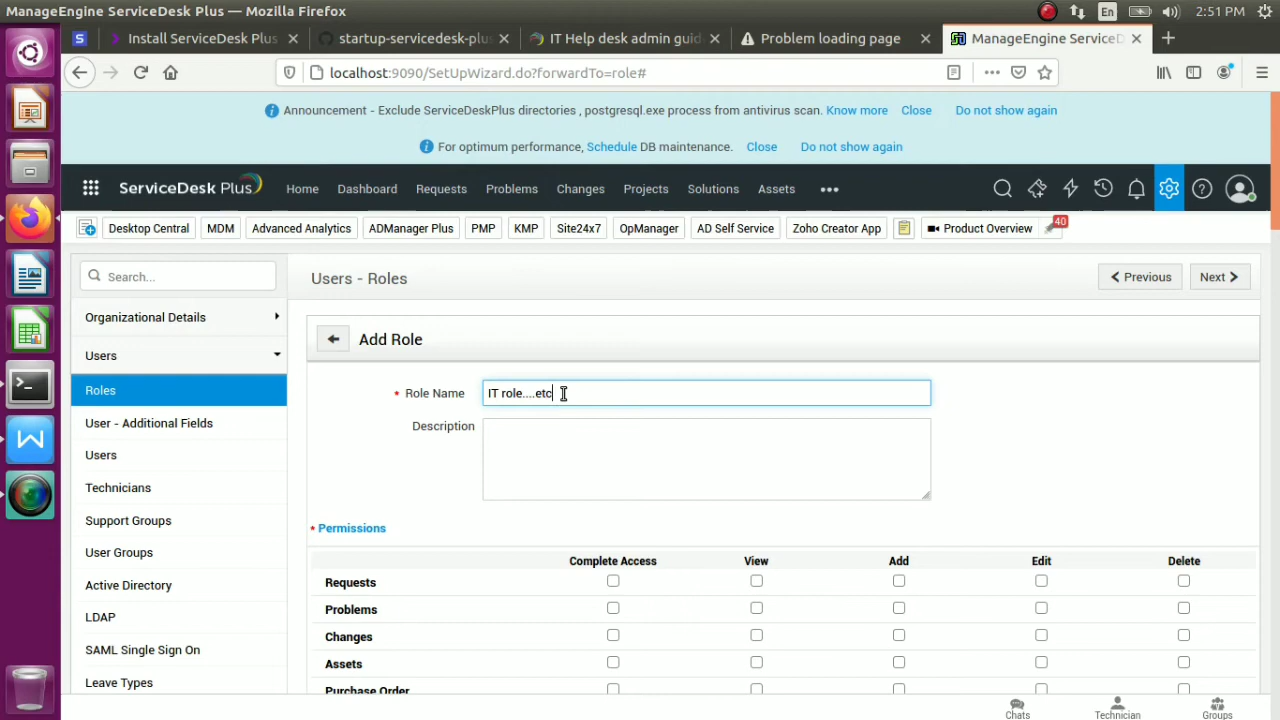 ManageEngine ServiceDesk Plus — Mozilla Firefox
En
2:51 PM
S
Install ServiceDesk Plus
startup-servicedesk-plus
IT Help desk admin guid
Problem loading page
ManageEngine ServiceD
localhost:9090/SetUpWizard.do?forwardTo=role#
Announcement - Exclude ServiceDeskPlus directories , postgresql.exe process from antivirus scan. Know more Close Do not show again
For optimum performance, Schedule DB maintenance. Close Do not show again
ServiceDesk Plus
Home
Dashboard
Requests
Problems
Changes
Projects
Solutions
Assets
Desktop Central
MDM
Advanced Analytics
ADManager Plus
PMP
KMP
Site24x7
OpManager
AD Self Service
Zoho Creator App
Product Overview
40
Search...
Users - Roles
Previous
Next
Organizational Details
Users
Roles
User - Additional Fields
Users
Technicians
Support Groups
User Groups
Active Directory
LDAP
SAML Single Sign On
Leave Types
Add Role
* Role Name
IT role....etc
Description
* Permissions
Complete Access View Add Edit Delete
Requests
Problems
Changes
Assets
Purchase Order
Chats
Technician
Groups